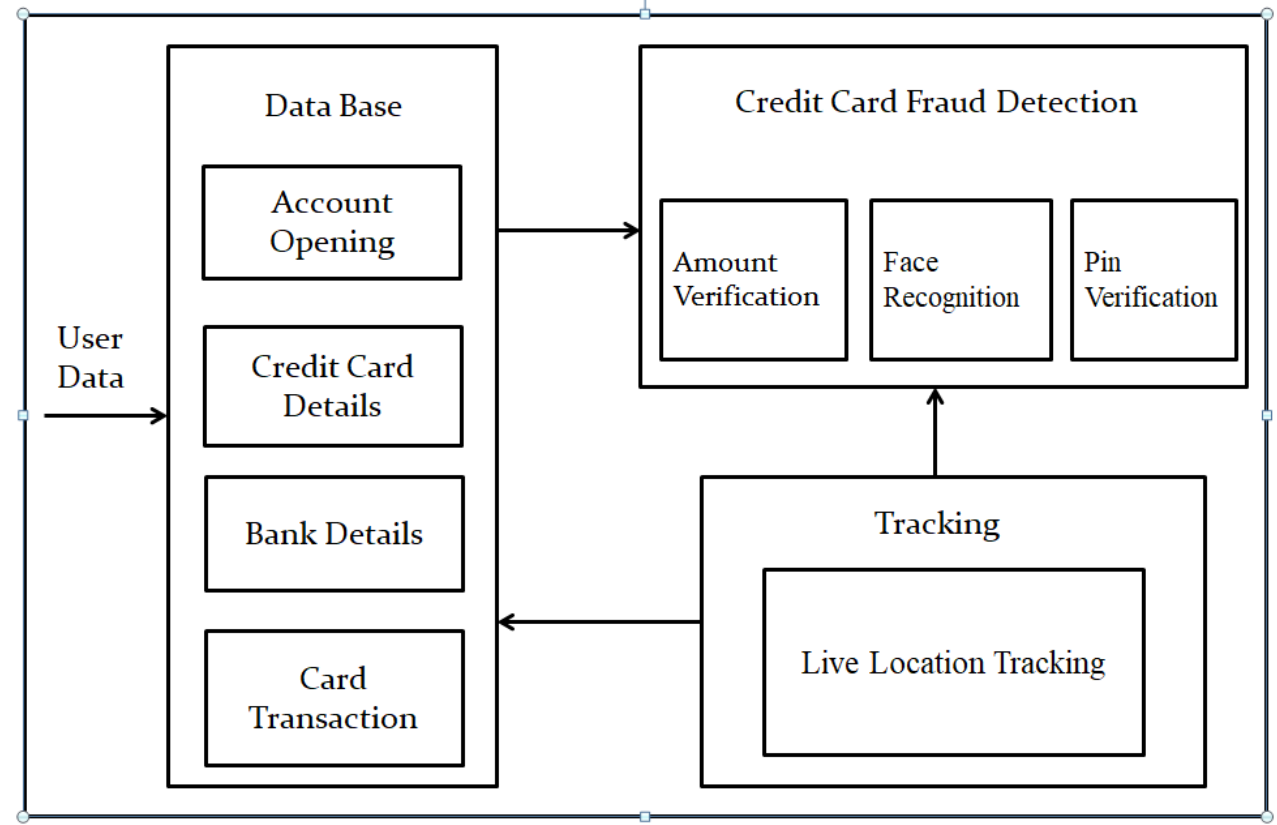 User
Data
Data Base
Account
Opening
Credit Card
Details
Bank Details
Card
Transaction
Credit Card Fraud Detection
Amount
Verification
Face
Recognition
Pin
Verification
Tracking
Live Location Tracking